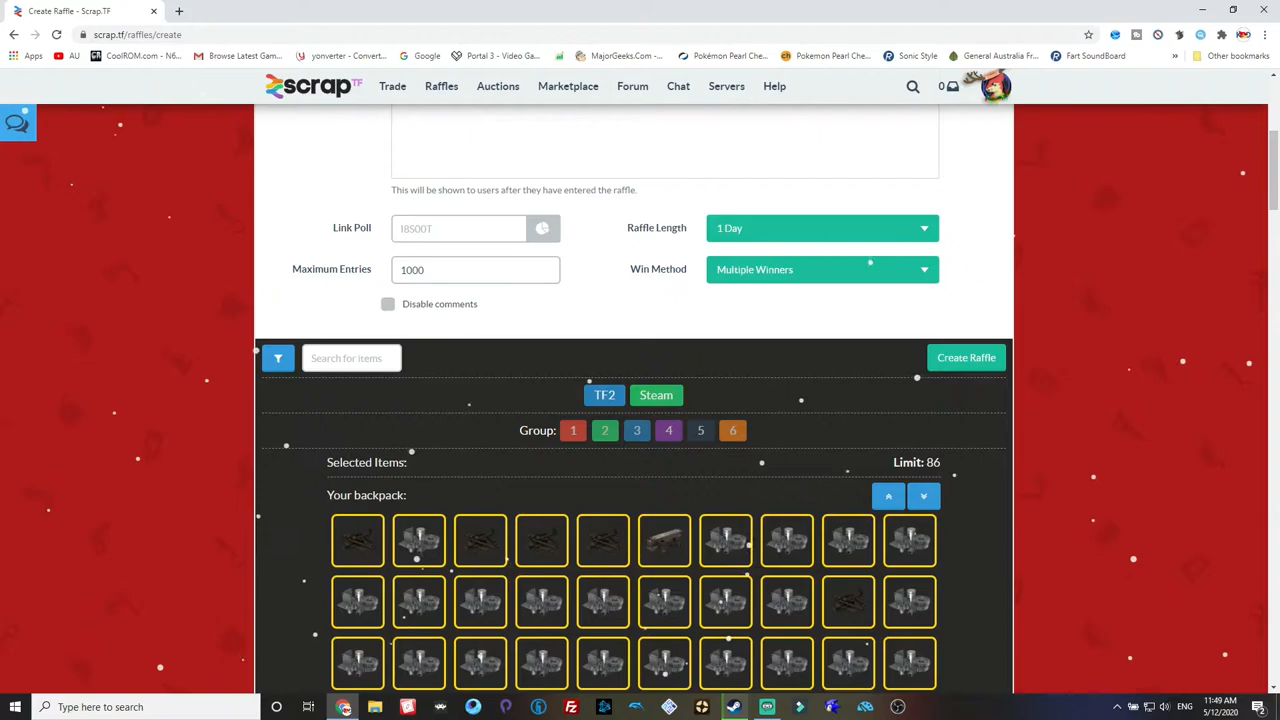 Create Raffle - Scrap.TF
scrap.tf/raffles/create
Apps AU CoolROM.com - N6... Browse Latest Gam... yonverter - Convert... Google Portal 3 - Video Ga... MajorGeeks.Com -... Pokémon Pearl Che... Pokemon Pearl Che... Sonic Style General Australia Fr... Fart SoundBoard Other bookmarks
scrap TF Trade Raffles Auctions Marketplace Forum Chat Servers Help 0
This will be shown to users after they have entered the raffle.
Link Poll I8S00T Raffle Length 1 Day
Maximum Entries 1000 Win Method Multiple Winners
Disable comments
Search for items Create Raffle
TF2 Steam
Group: 1 2 3 4 5 6
Selected Items: Limit: 86
Your backpack:
Type here to search ENG 11:49 AM
5/12/2020